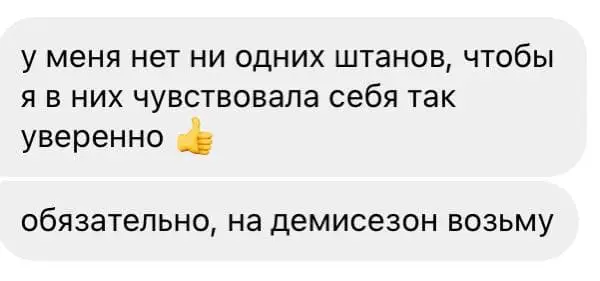 у меня нет ни одних штанов, чтобы
я в них чувствовала себя так
уверенно 👍
обязательно, на демисезон возьму